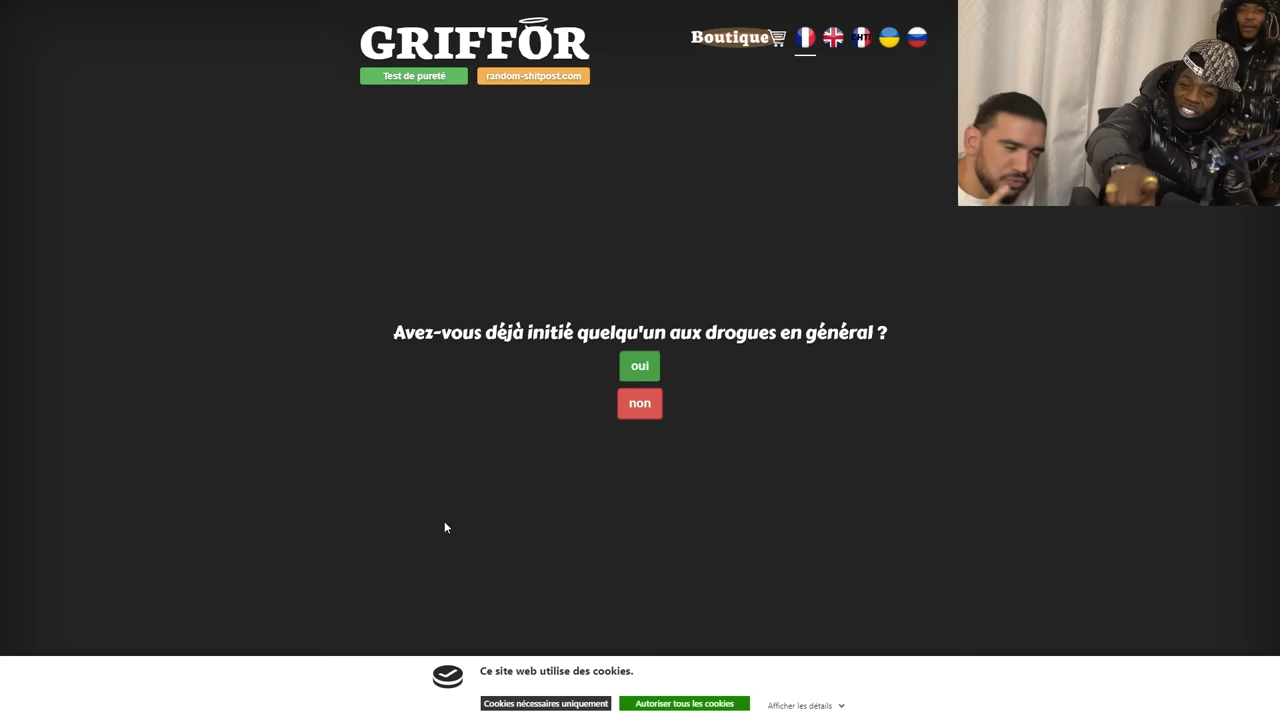 GRIFFOR
Boutique
CHTI
Test de pureté
random-shitpost.com
Avez-vous déjà initié quelqu'un aux drogues en général ?
oui
non
Ce site web utilise des cookies.
Cookies nécessaires uniquement
Autoriser tous les cookies
Afficher les détails